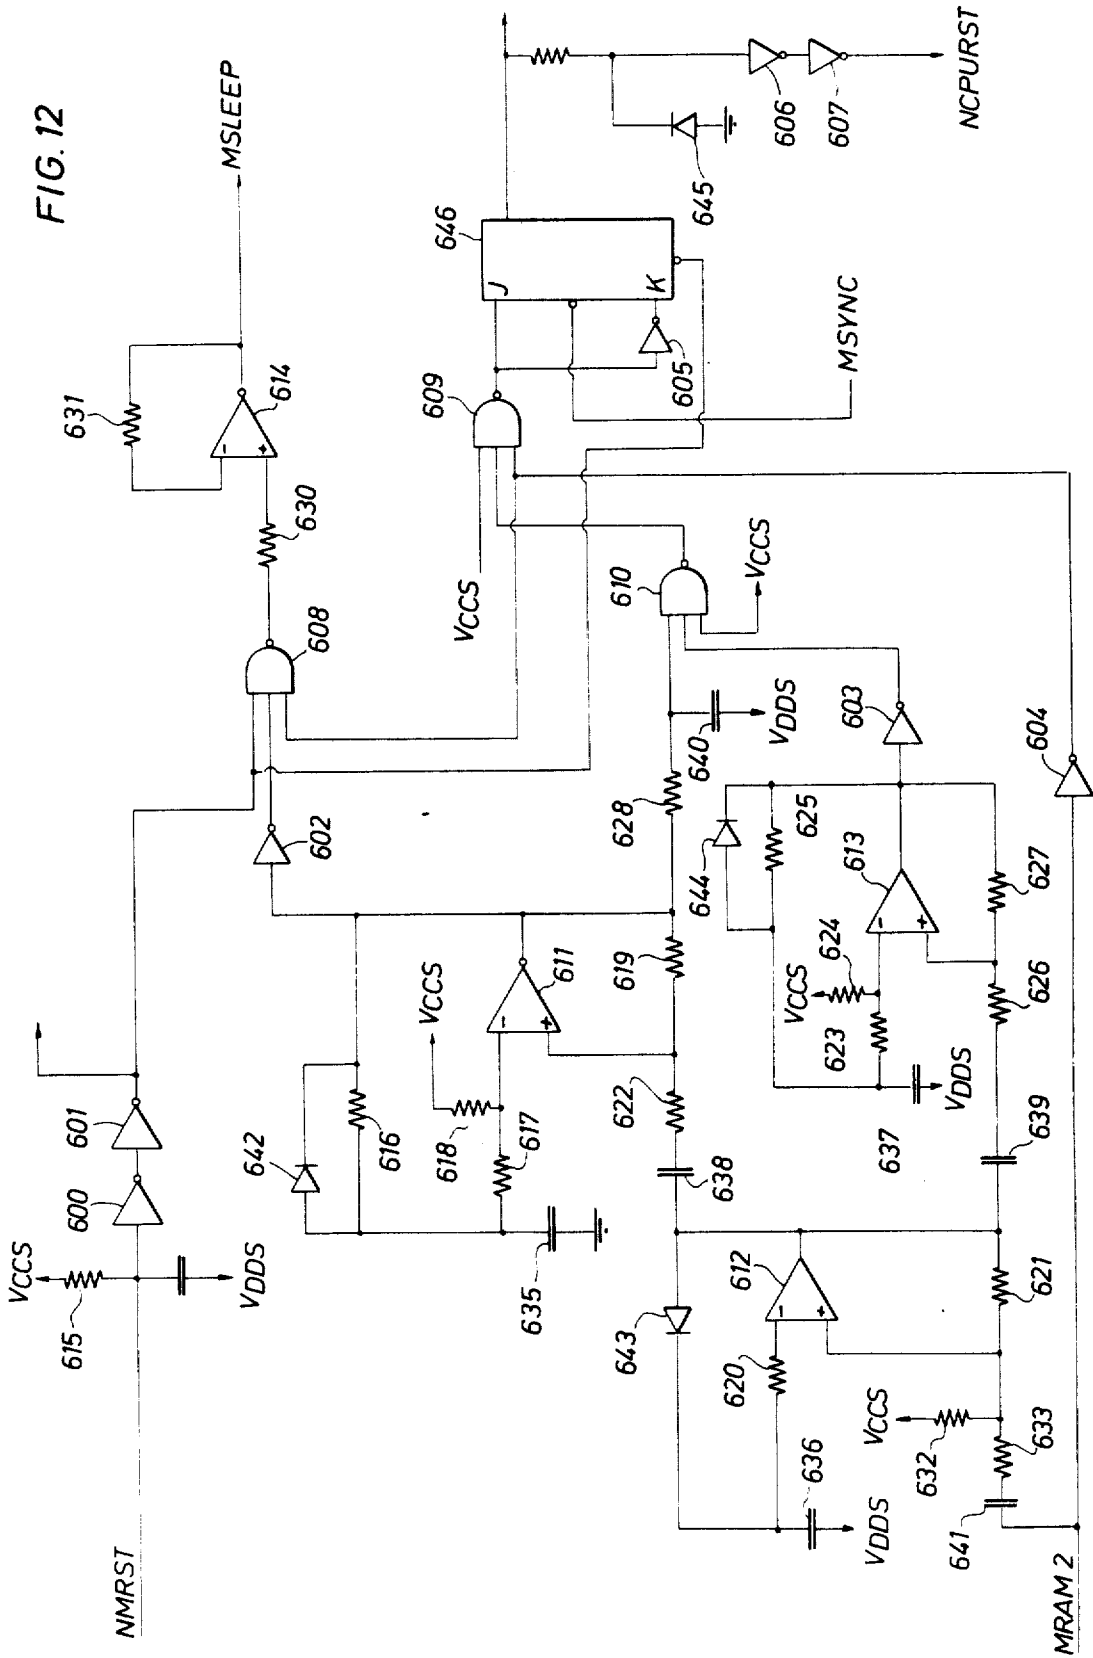 FIG. 12
NMRST
VCCS
615
VDDS
600
601
MSLEEP
631
614
-
+
630
608
602
642
616
VCCS
618
617
635
611
-
+
619
622
638
628
640
VDDS
610
VCCS
VCCS
609
646
J
K
605
MSYNC
645
606
607
NCPURST
643
620
612
-
+
636
VDDS
VCCS
632
633
641
621
639
637
VDDS
VCCS
624
623
644
625
613
-
+
626
627
603
604
MRAM 2